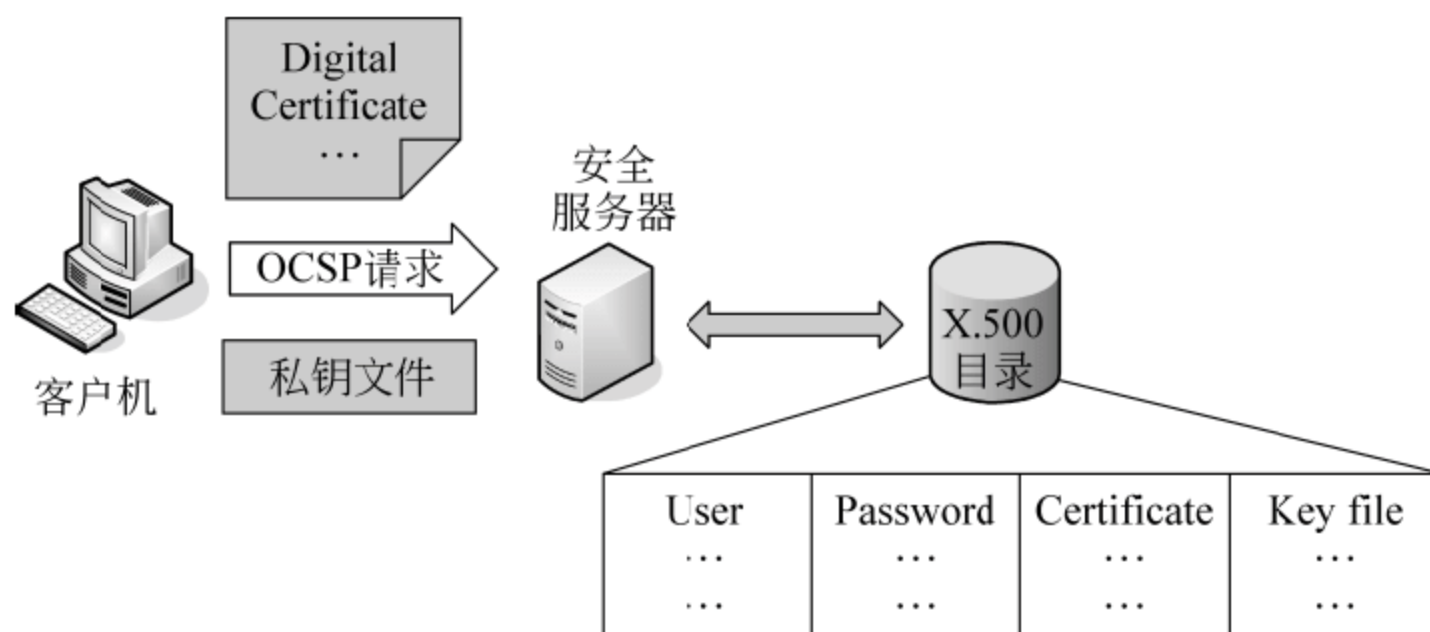 Digital
Certificate
…
安全
服务器
OCSP请求
X.500
目录
私钥文件
客户机
User Password Certificate Key file
… … … …
… … … …